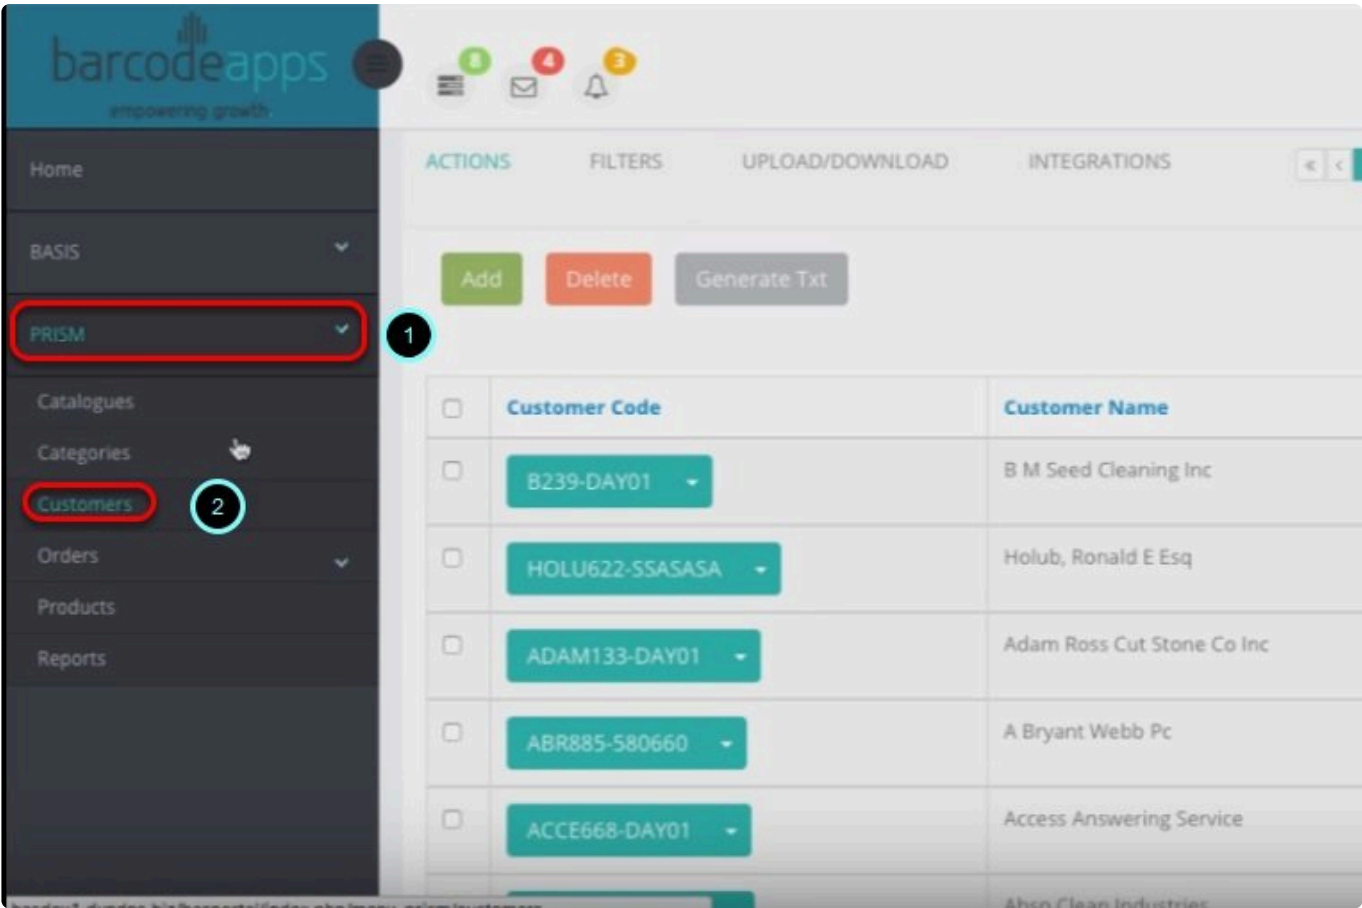 barcodeapps
empowering growth
8 4 3
Home
BASIS
PRISM
1
Catalogues
Categories
Customers
2
Orders
Products
Reports
ACTIONS FILTERS UPLOAD/DOWNLOAD INTEGRATIONS « ‹
Add Delete Generate Txt
Customer Code Customer Name
B239-DAY01 B M Seed Cleaning Inc
HOLU622-SSASASA Holub, Ronald E Esq
ADAM133-DAY01 Adam Ross Cut Stone Co Inc
ABR885-580660 A Bryant Webb Pc
ACCE668-DAY01 Access Answering Service
Absn Clean Industries